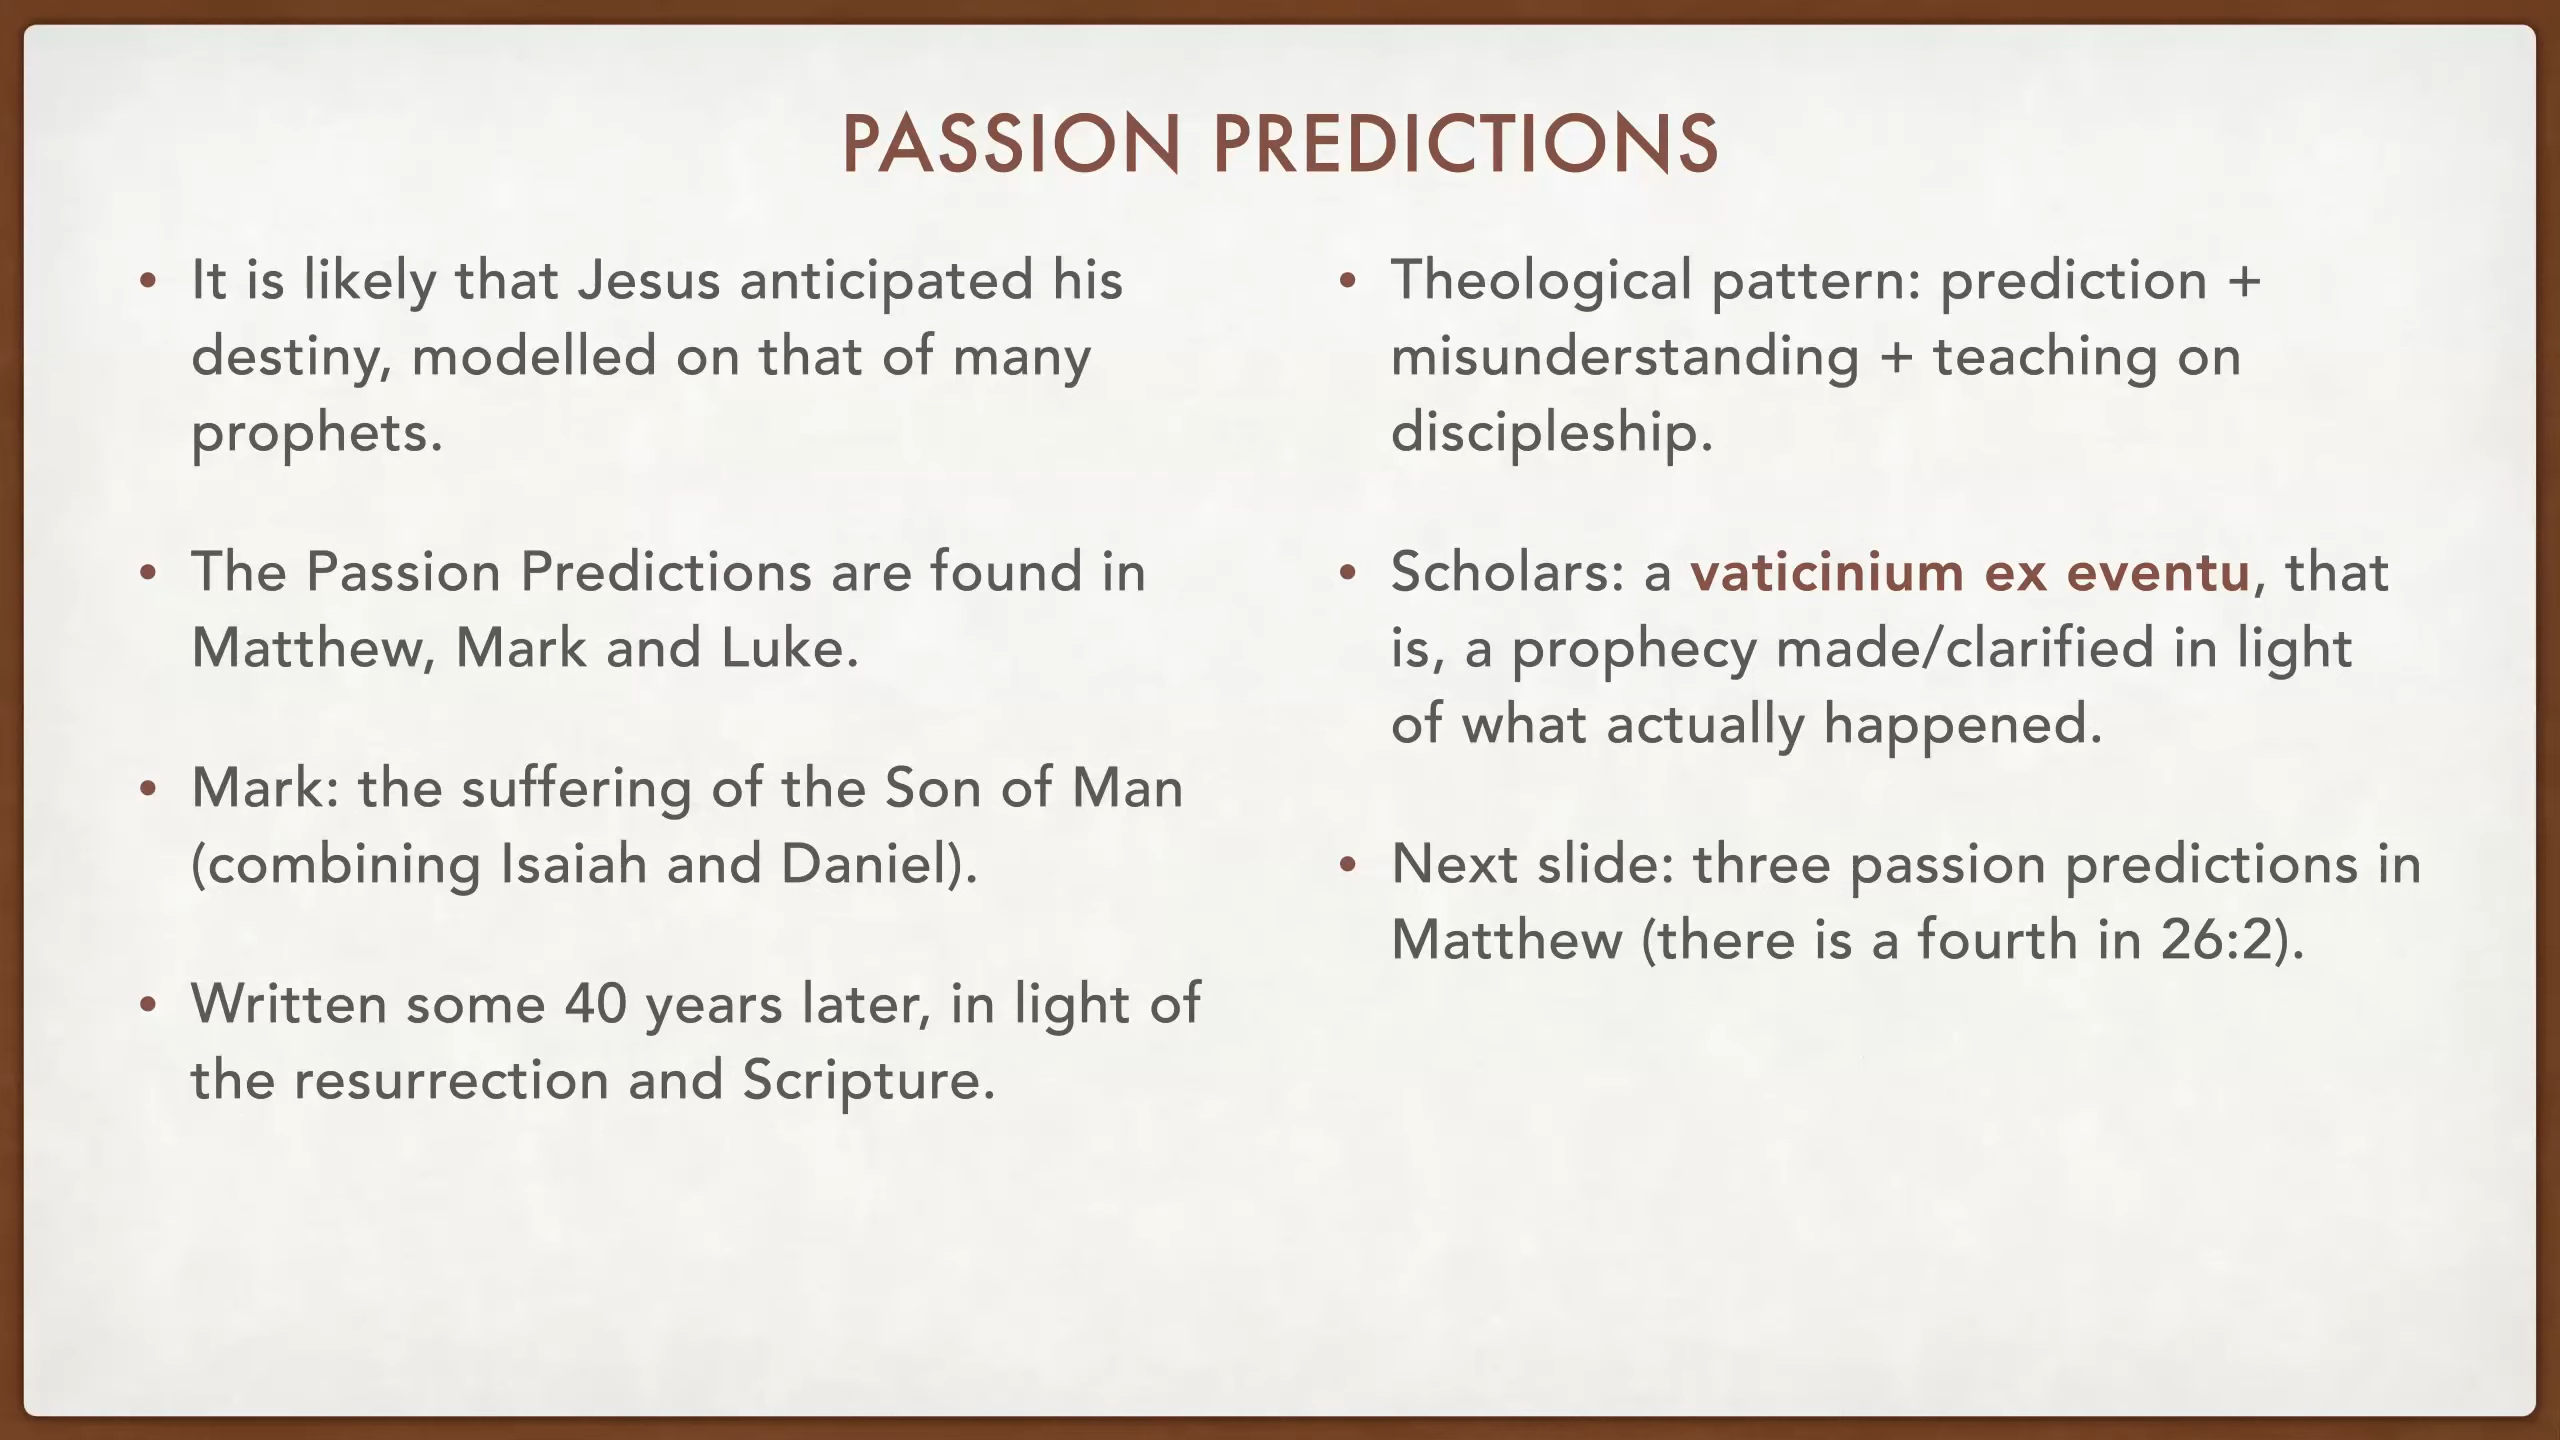 PASSION PREDICTIONS
• It is likely that Jesus anticipated his
destiny, modelled on that of many
prophets.
• The Passion Predictions are found in
Matthew, Mark and Luke.
• Mark: the suffering of the Son of Man
(combining Isaiah and Daniel).
• Written some 40 years later, in light of
the resurrection and Scripture.
• Theological pattern: prediction +
misunderstanding + teaching on
discipleship.
• Scholars: a vaticinium ex eventu, that
is, a prophecy made/clarified in light
of what actually happened.
• Next slide: three passion predictions in
Matthew (there is a fourth in 26:2).